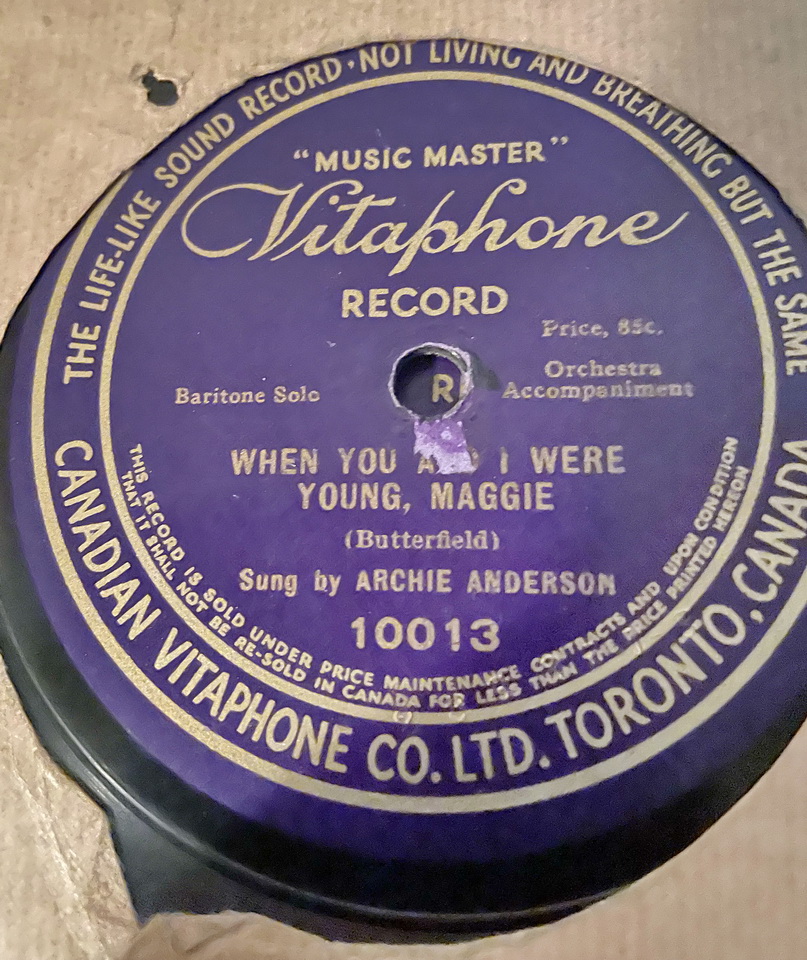 THE LIFE-LIKE SOUND RECORD · NOT LIVING AND BREATHING BUT THE SAME
"MUSIC MASTER"
Vitaphone
RECORD
Price, 85c.
Baritone Solo
R
Orchestra
Accompaniment
WHEN YOU I WERE
YOUNG, MAGGIE
(Butterfield)
Sung by ARCHIE ANDERSON
10013
THIS RECORD IS SOLD UNDER PRICE MAINTENANCE CONTRACTS AND UPON CONDITION
THAT IT SHALL NOT BE RE-SOLD IN CANADA FOR LESS THAN THE PRICE PRINTED HEREON
CANADIAN VITAPHONE CO. LTD. TORONTO, CANADA